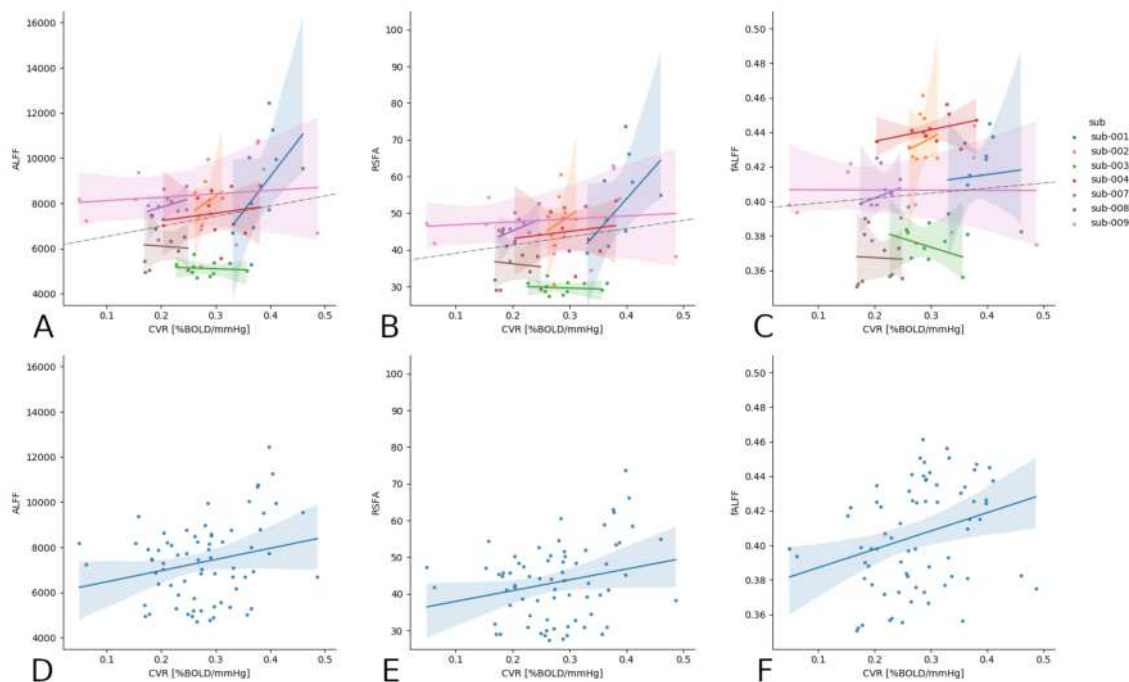 16000
14000
12000
10000
8000
6000
4000
ALFF
0.1 0.2 0.3 0.4 0.5
CVR [%BOLD/mmHg]
A
100
90
80
70
60
50
40
30
RSFA
0.1 0.2 0.3 0.4 0.5
CVR [%BOLD/mmHg]
B
0.50
0.48
0.46
0.44
0.42
0.40
0.38
0.36
fALFF
0.1 0.2 0.3 0.4 0.5
CVR [%BOLD/mmHg]
C
sub
sub-001
sub-002
sub-003
sub-004
sub-007
sub-008
sub-009
16000
14000
12000
10000
8000
6000
4000
ALFF
0.1 0.2 0.3 0.4 0.5
CVR [%BOLD/mmHg]
D
100
90
80
70
60
50
40
30
RSFA
0.1 0.2 0.3 0.4 0.5
CVR [%BOLD/mmHg]
E
0.50
0.48
0.46
0.44
0.42
0.40
0.38
0.36
fALFF
0.1 0.2 0.3 0.4 0.5
CVR [%BOLD/mmHg]
F